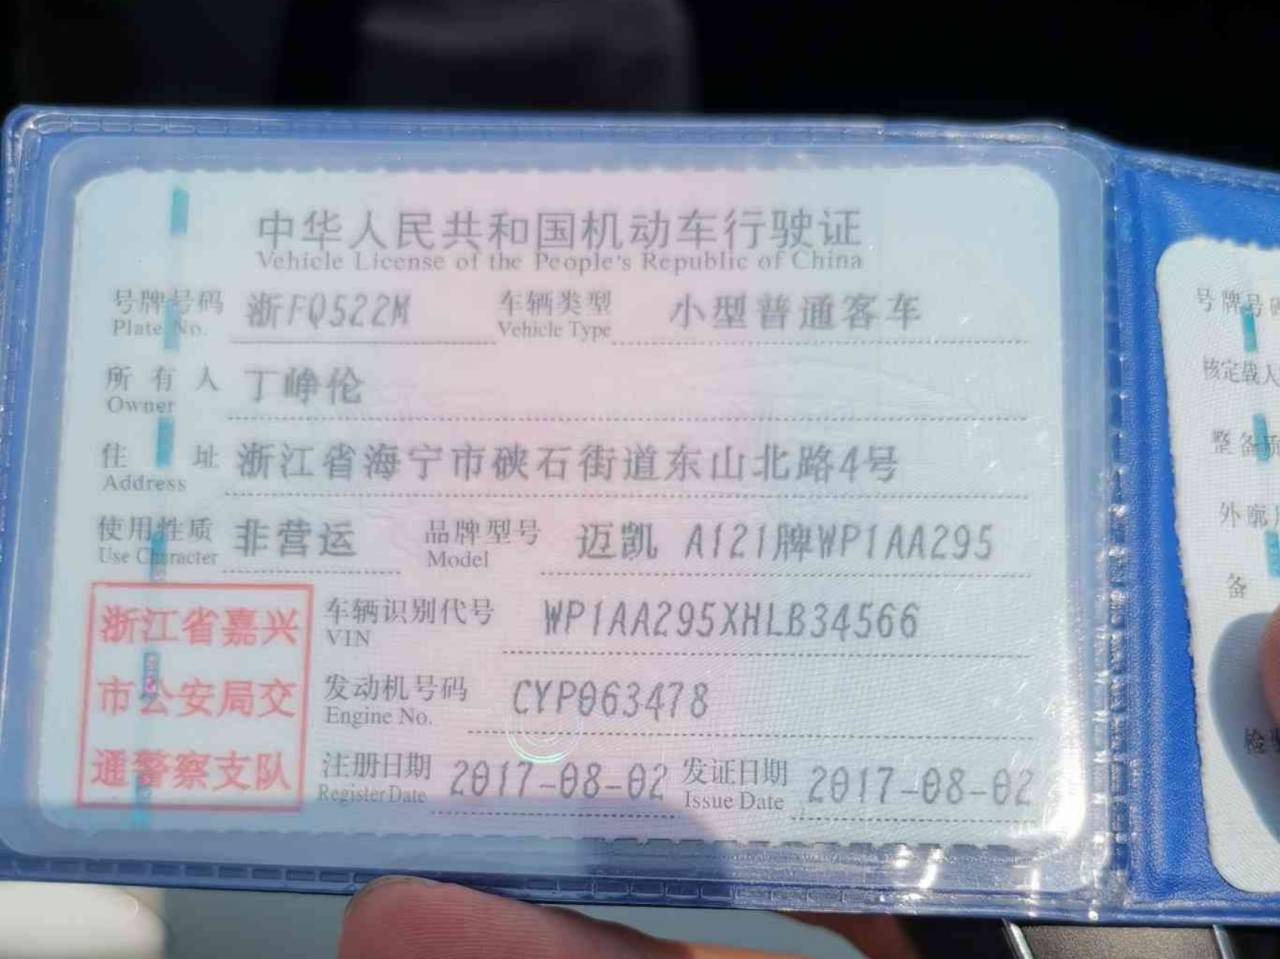 中华人民共和国机动车行驶证
Vehicle License of the People's Republic of China
号牌号码 浙FQ522M 车辆类型 小型普通客车
Plate No. Vehicle Type
所有人 丁峥伦
Owner
住址 浙江省海宁市硖石街道东山北路4号
Address
使用性质 非营运 品牌型号 迈凯 A121牌WP1AA295
Use Character Model
浙江省嘉兴
市公安局交
通警察支队
车辆识别代号 WP1AA295XHLB34566
VIN
发动机号码 CYP063478
Engine No.
注册日期 2017-08-02 发证日期 2017-08-02
Register Date Issue Date
号牌号
核定载人
整备质
外廓
备
检